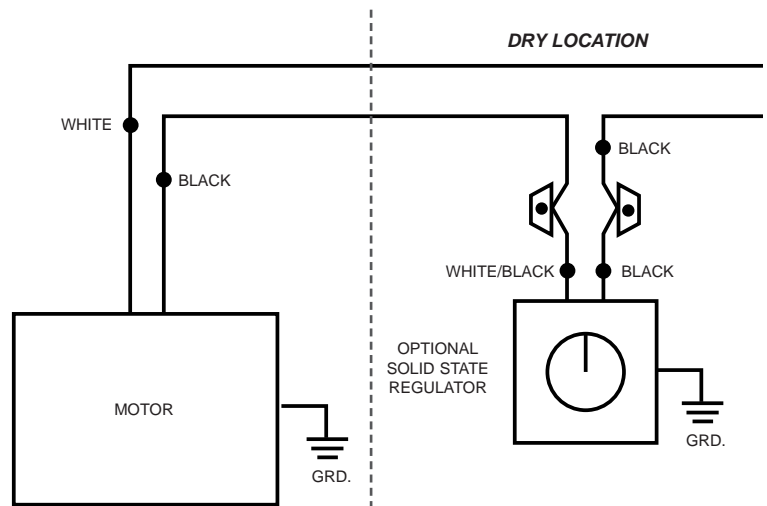 DRY LOCATION
WHITE
BLACK
BLACK
WHITE/BLACK
BLACK
OPTIONAL
SOLID STATE
REGULATOR
MOTOR
GRD.
GRD.